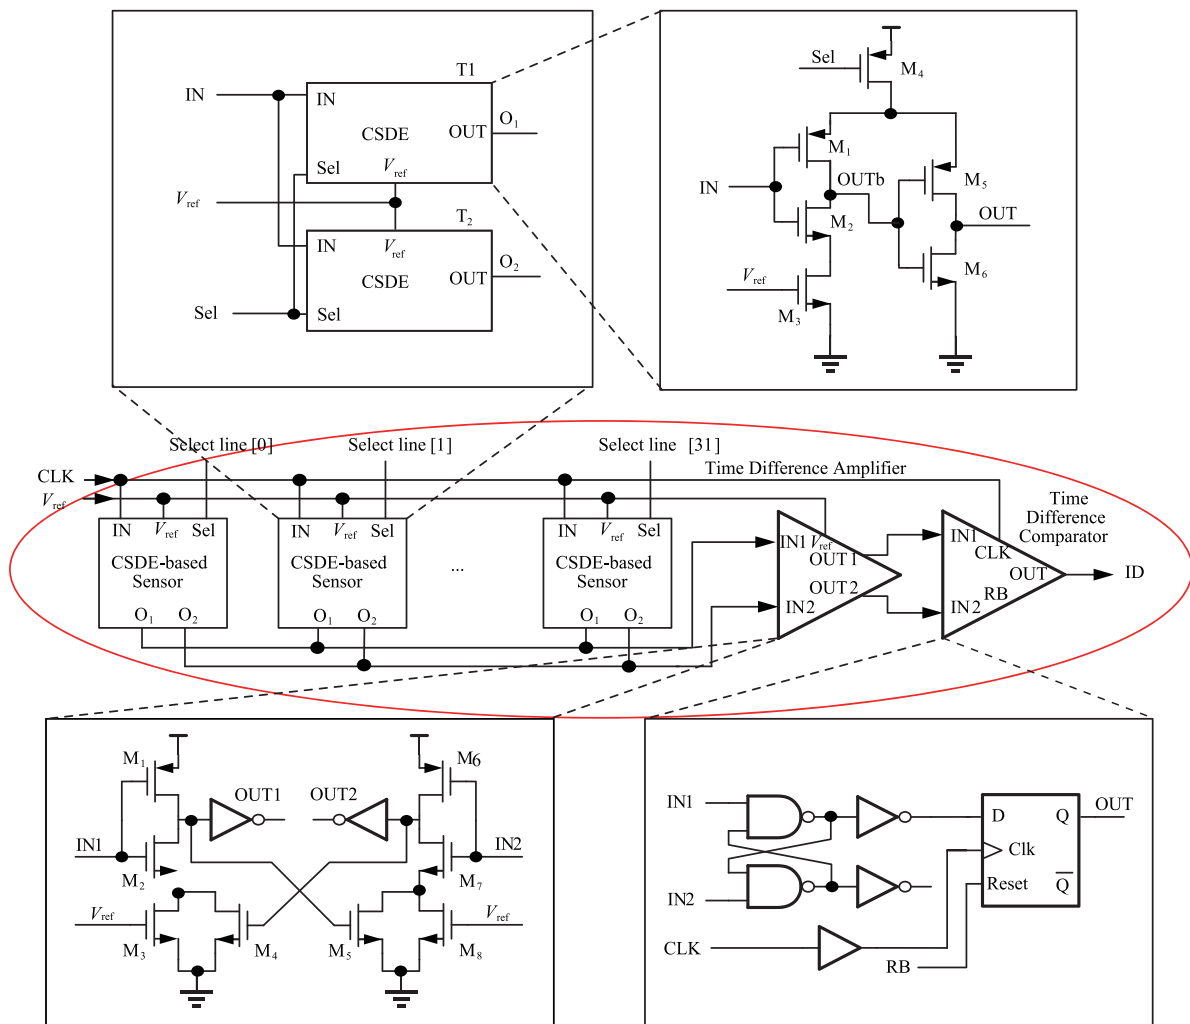 T1
IN
IN
CSDE
OUT
O1
Sel
Vref
Vref
T2
IN
Vref
CSDE
OUT
O2
Sel
Sel
Sel
M4
M1
IN
OUTb
M5
M2
OUT
Vref
M6
M3
Select line [0]
Select line [1]
Select line [31]
CLK
Vref
Time Difference Amplifier
Time
Difference
Comparator
IN Vref Sel
CSDE-based
Sensor
O1 O2
IN Vref Sel
CSDE-based
Sensor
O1 O2
...
IN Vref Sel
CSDE-based
Sensor
O1 O2
IN1 Vref
OUT1
OUT2
IN2
IN1
CLK
OUT
RB
IN2
ID
M1
M6
OUT1
OUT2
IN1
IN2
M2
M7
Vref
Vref
M3
M4
M5
M8
IN1
D
Q
OUT
Clk
Reset
Q
IN2
CLK
RB